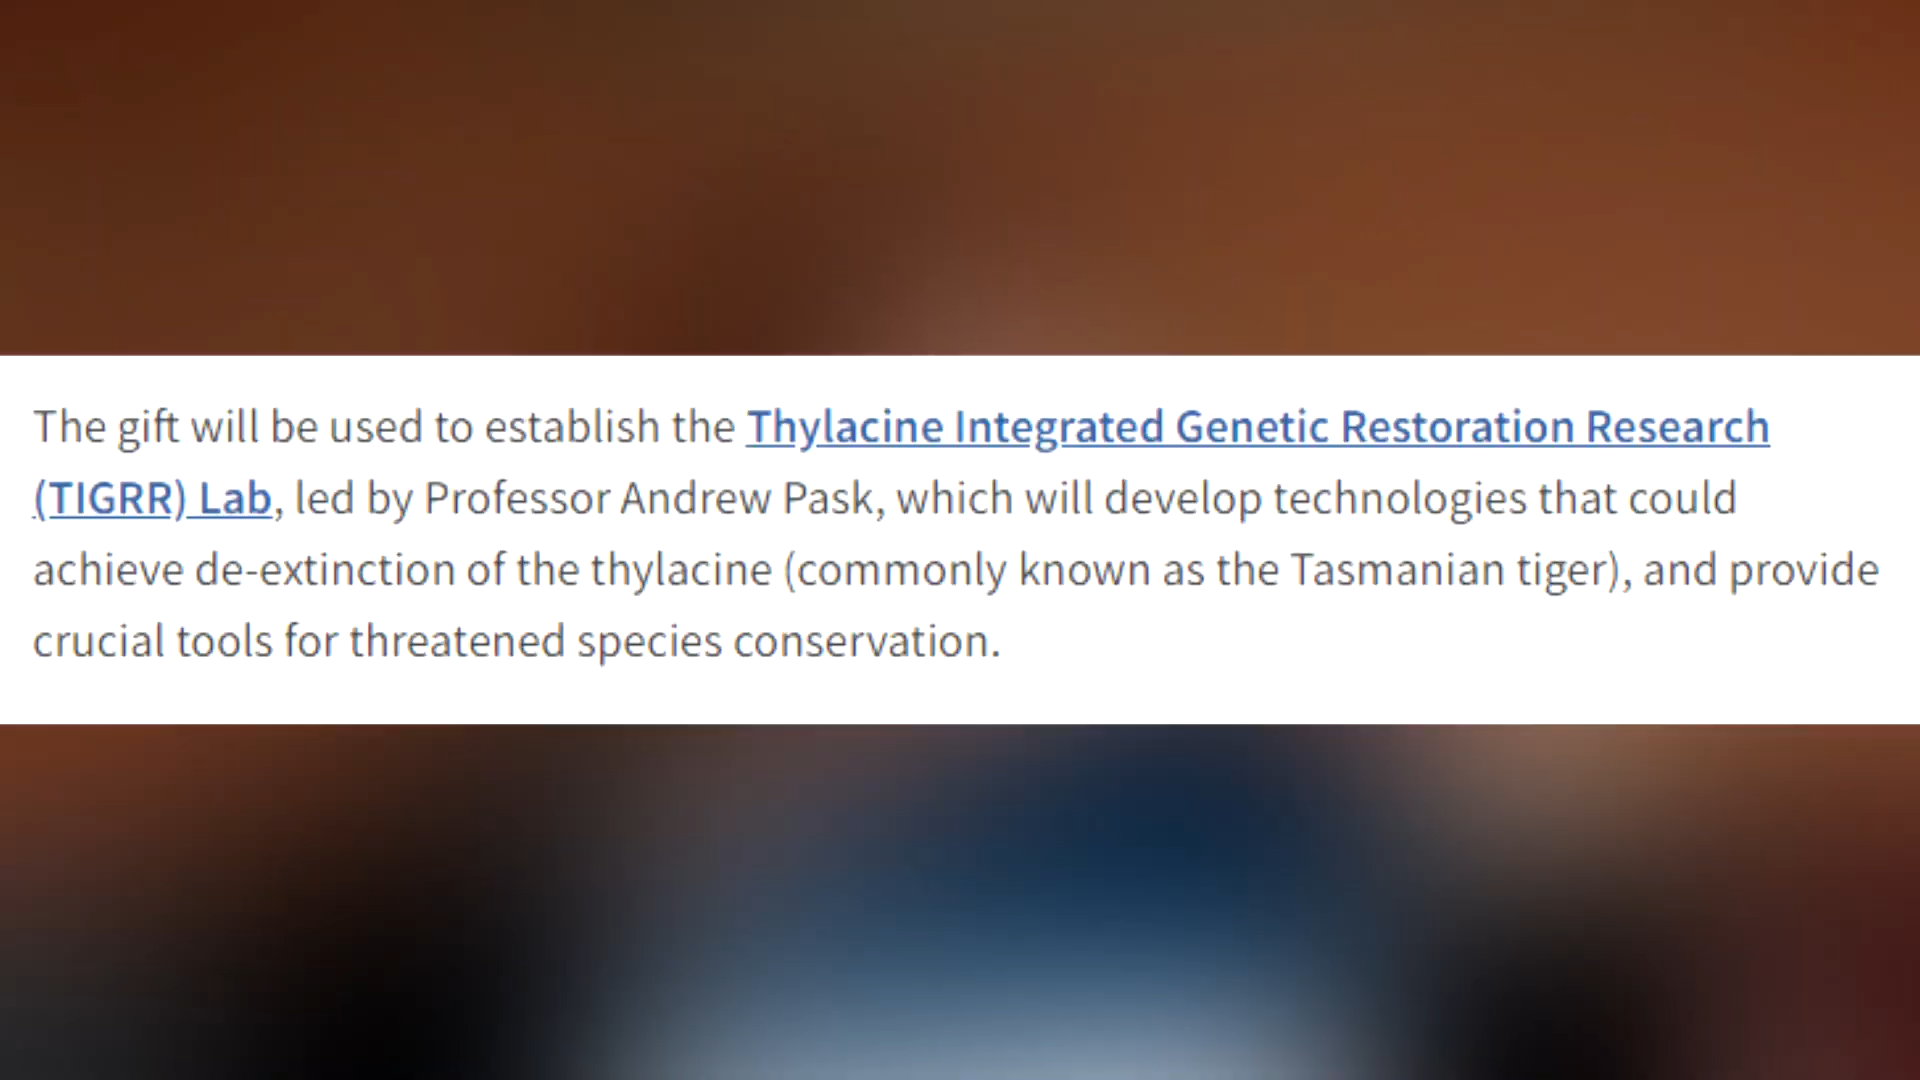 The gift will be used to establish the Thylacine Integrated Genetic Restoration Research
(TIGRR) Lab, led by Professor Andrew Pask, which will develop technologies that could
achieve de-extinction of the thylacine (commonly known as the Tasmanian tiger), and provide
crucial tools for threatened species conservation.